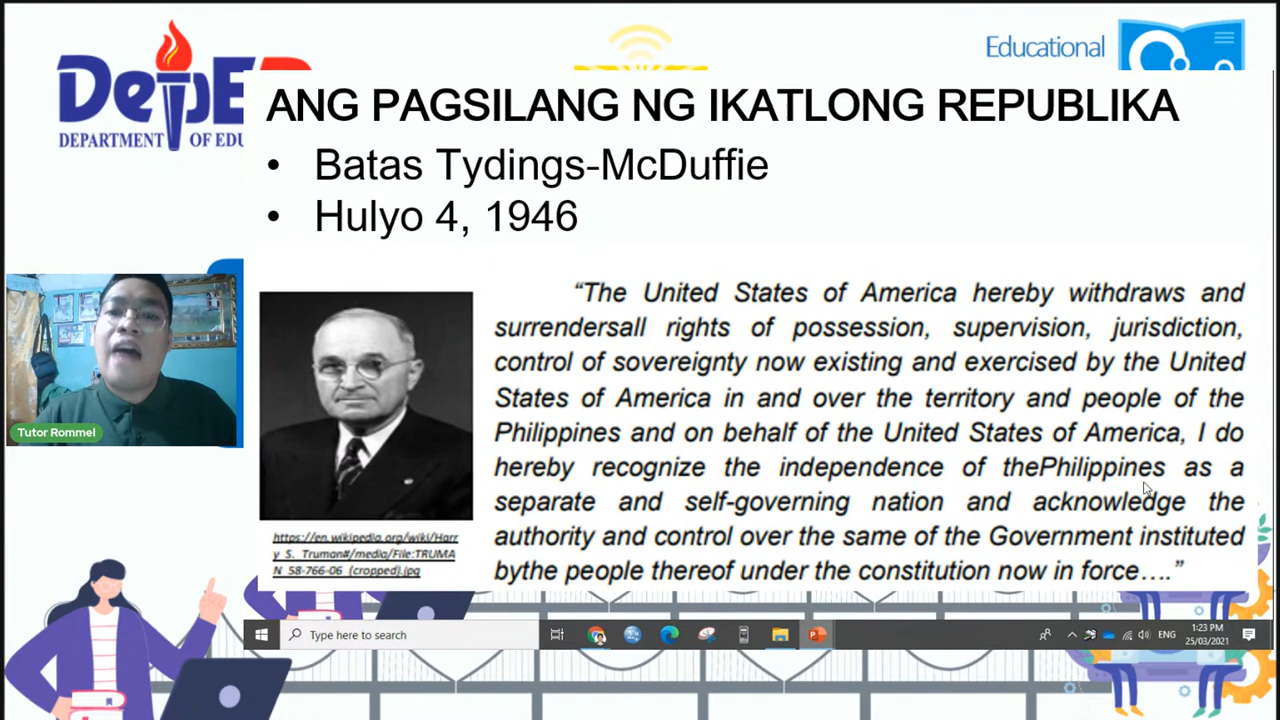 DepE
DEPARTMENT OF EDU
Educational
ANG PAGSILANG NG IKATLONG REPUBLIKA
• Batas Tydings-McDuffie
• Hulyo 4, 1946
“The United States of America hereby withdraws and
surrendersall rights of possession, supervision, jurisdiction,
control of sovereignty now existing and exercised by the United
States of America in and over the territory and people of the
Philippines and on behalf of the United States of America, I do
hereby recognize the independence of thePhilippines as a
separate and self-governing nation and acknowledge the
authority and control over the same of the Government instituted
bythe people thereof under the constitution now in force….”
https://en.wikipedia.org/wiki/Harr
y_S._Truman#/media/File:TRUMA
N_58-766-06_(cropped).jpg
Tutor Rommel
Type here to search
ENG
1:23 PM
25/03/2021